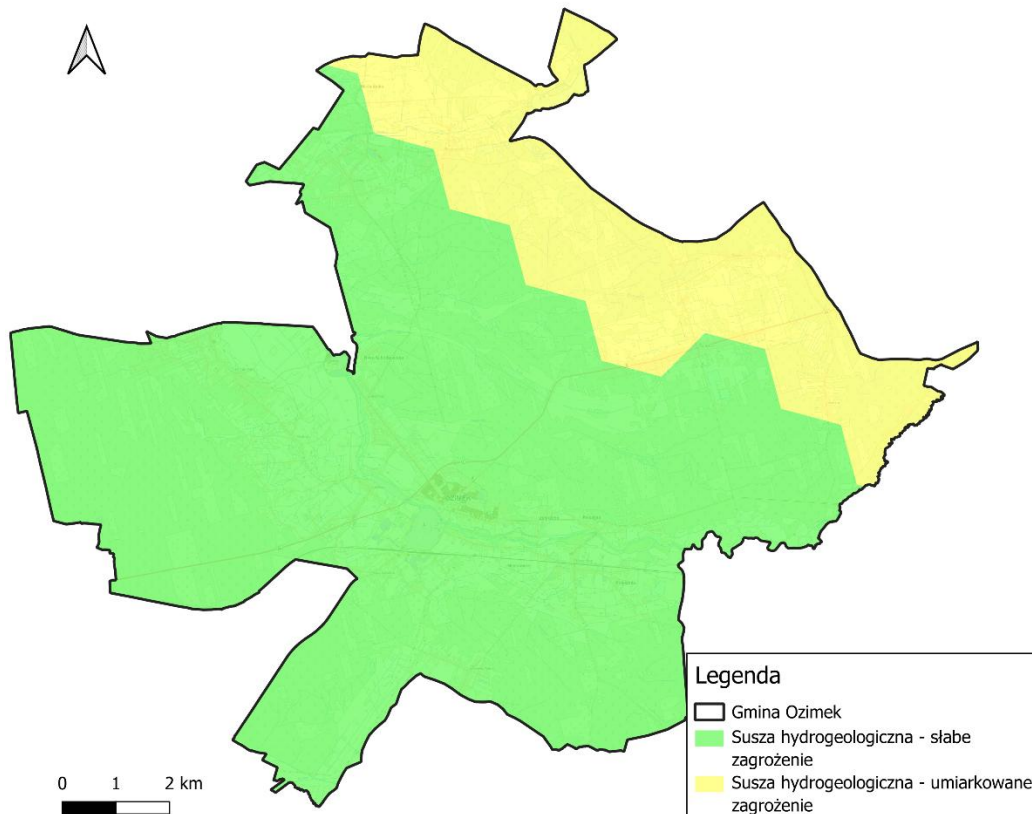 Legenda
Gmina Ozimek
Susza hydrogeologiczna - słabe
zagrożenie
Susza hydrogeologiczna - umiarkowane
zagrożenie
0 1 2 km